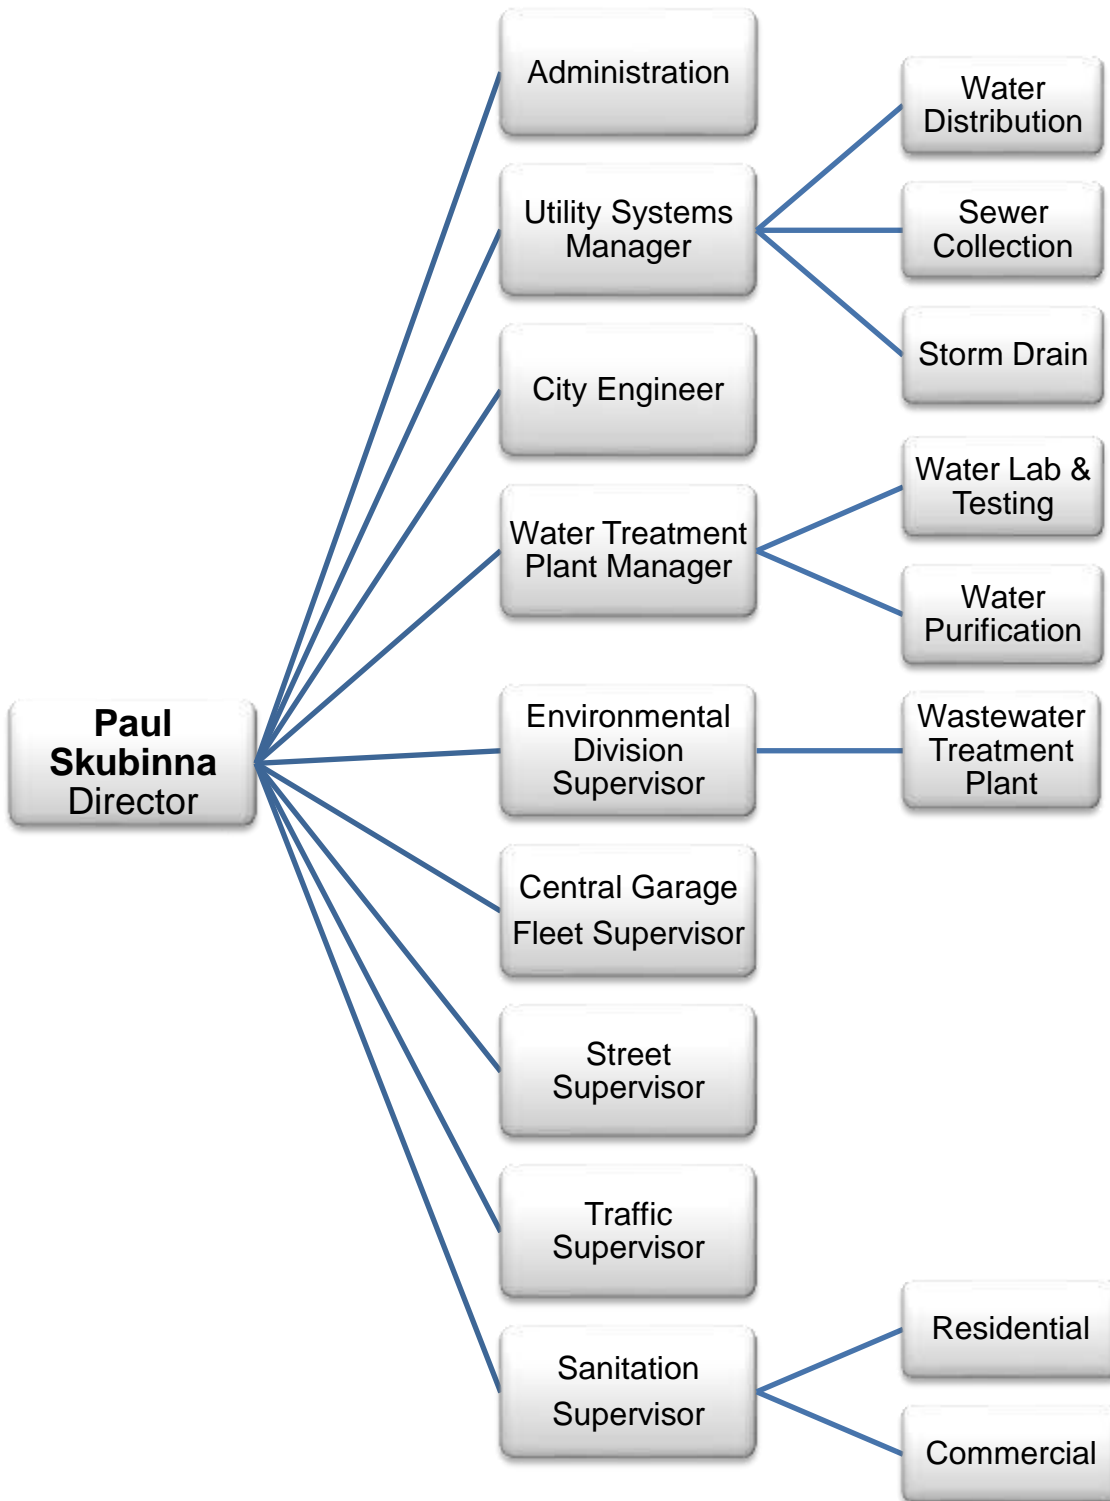 Administration
Utility Systems
Manager
City Engineer
Water Treatment
Plant Manager
Paul
Skubinna
Director
Environmental
Division
Supervisor
Central Garage
Fleet Supervisor
Street
Supervisor
Traffic
Supervisor
Sanitation
Supervisor
Water
Distribution
Sewer
Collection
Storm Drain
Water Lab &
Testing
Water
Purification
Wastewater
Treatment
Plant
Residential
Commercial